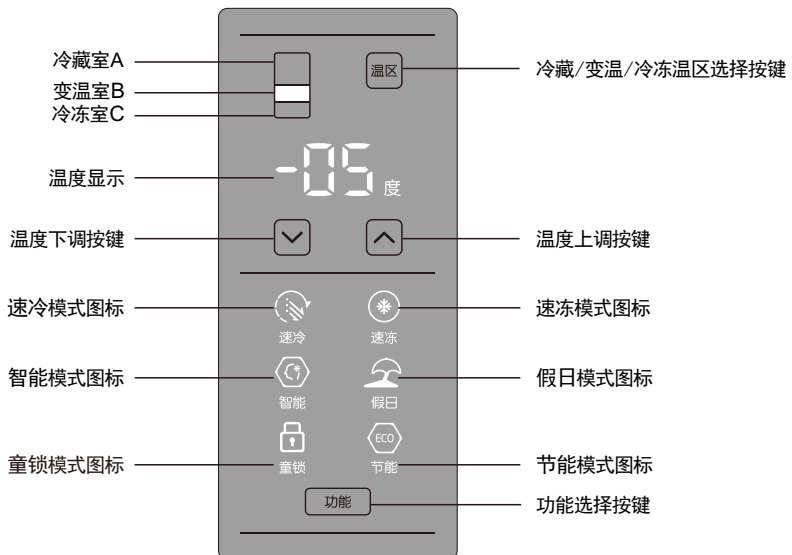 冷藏室A
变温室B
冷冻室C
温区
冷藏/变温/冷冻温区选择按键
温度显示
-05度
温度下调按键
温度上调按键
速冷模式图标
速冷
速冻
速冻模式图标
智能模式图标
智能
假日
假日模式图标
童锁模式图标
童锁
ECO
节能
节能模式图标
功能
功能选择按键